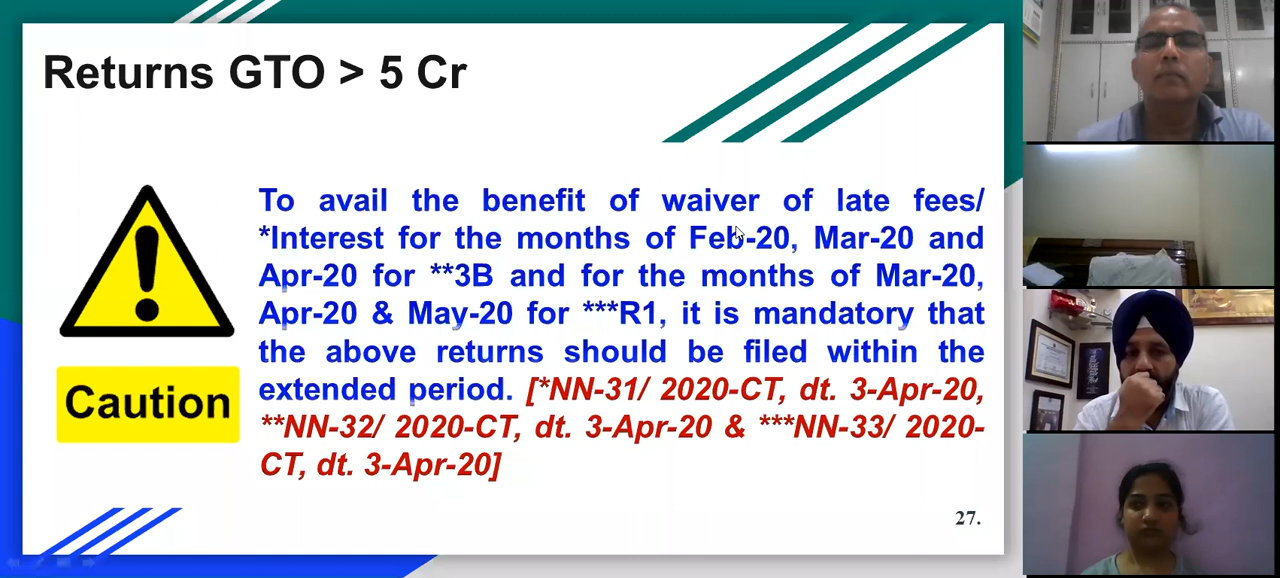 Returns GTO > 5 Cr
To avail the benefit of waiver of late fees/
*Interest for the months of Feb-20, Mar-20 and
Apr-20 for **3B and for the months of Mar-20,
Apr-20 & May-20 for ***R1, it is mandatory that
the above returns should be filed within the
extended period. [*NN-31/ 2020-CT, dt. 3-Apr-20,
**NN-32/ 2020-CT, dt. 3-Apr-20 & ***NN-33/ 2020-
CT, dt. 3-Apr-20]
Caution
27.